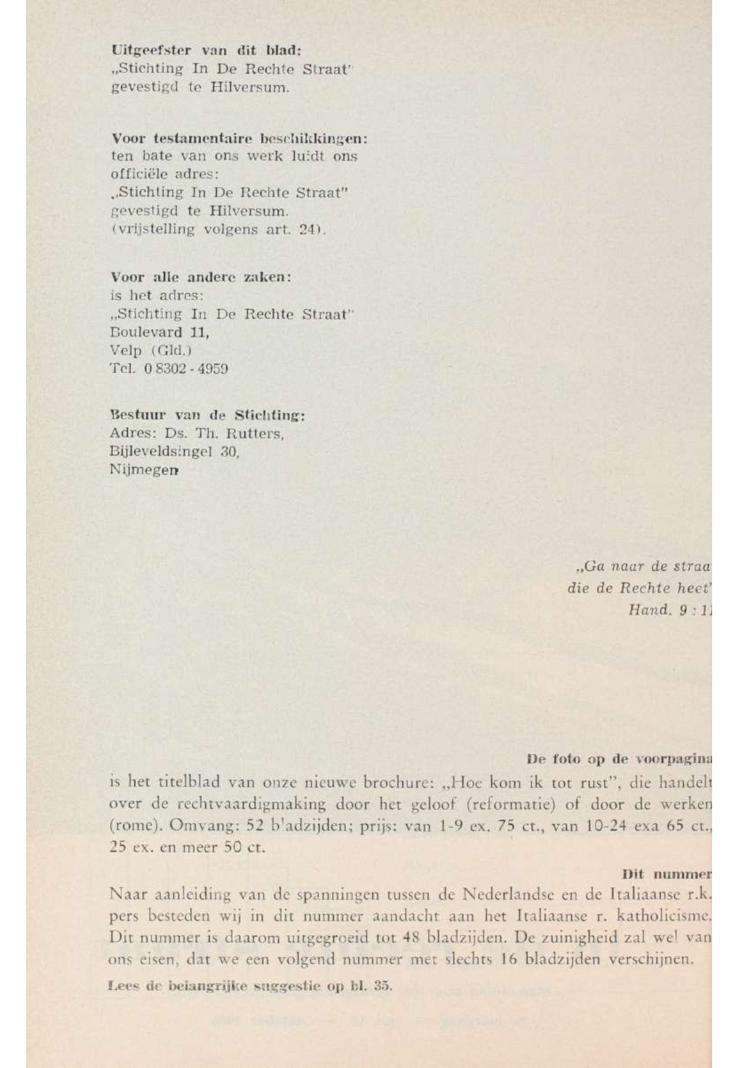 Uitgeefster van dit blad:
„Stichting In De Rechte Straat"
gevestigd te Hilversum.
Voor testamentaire beschikkingen:
ten bate van ons werk luidt ons
officiële adres:
„Stichting In De Rechte Straat"
gevestigd te Hilversum.
(vrijstelling volgens art. 24).
Voor alle andere zaken:
is het adres:
„Stichting In De Rechte Straat"
Boulevard 11,
Velp (Gld.)
Tel. 0 8302 - 4959
Bestuur van de Stichting:
Adres: Ds. Th. Rutters,
Bijleveldsingel 30,
Nijmegen
„Ga naar de straa
die de Rechte heet"
Hand. 9 : 11
De foto op de voorpagina
is het titelblad van onze nieuwe brochure: „Hoe kom ik tot rust", die handelt
over de rechtvaardigmaking door het geloof (reformatie) of door de werken
(rome). Omvang: 52 b'adzijden; prijs: van 1-9 ex. 75 ct., van 10-24 exa 65 ct.,
25 ex. en meer 50 ct.
Dit nummer
Naar aanleiding van de spanningen tussen de Nederlandse en de Italiaanse r.k.
pers besteden wij in dit nummer aandacht aan het Italiaanse r. katholicisme.
Dit nummer is daarom uitgegroeid tot 48 bladzijden. De zuinigheid zal wel van
ons eisen, dat we een volgend nummer met slechts 16 bladzijden verschijnen.
Lees de belangrijke suggestie op bl. 35.